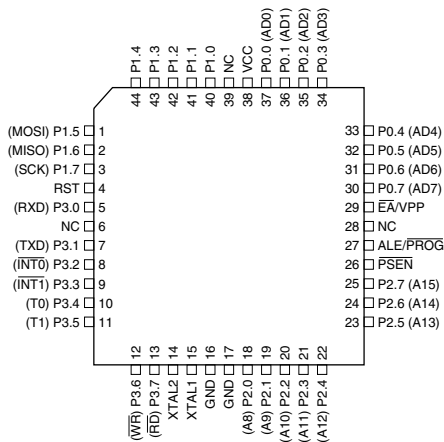 P1.4
P1.3
P1.2
P1.1
P1.0
NC
VCC
P0.0 (AD0)
P0.1 (AD1)
P0.2 (AD2)
P0.3 (AD3)
44
43
42
41
40
39
38
37
36
35
34
(MOSI) P1.5 1
(MISO) P1.6 2
(SCK) P1.7 3
RST 4
(RXD) P3.0 5
NC 6
(TXD) P3.1 7
(INT0) P3.2 8
(INT1) P3.3 9
(T0) P3.4 10
(T1) P3.5 11
33 P0.4 (AD4)
32 P0.5 (AD5)
31 P0.6 (AD6)
30 P0.7 (AD7)
29 EA/VPP
28 NC
27 ALE/PROG
26 PSEN
25 P2.7 (A15)
24 P2.6 (A14)
23 P2.5 (A13)
12
13
14
15
16
17
18
19
20
21
22
(WR) P3.6
(RD) P3.7
XTAL2
XTAL1
GND
GND
(A8) P2.0
(A9) P2.1
(A10) P2.2
(A11) P2.3
(A12) P2.4